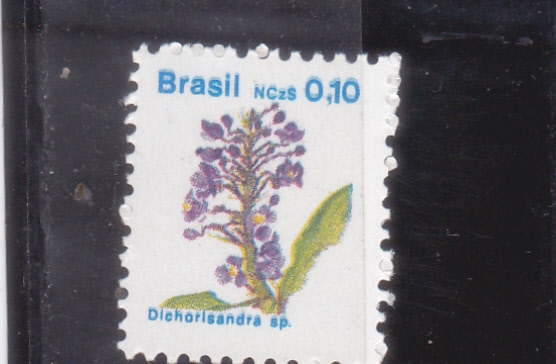 Brasil NCz$ 0,10
Dichorisandra sp.